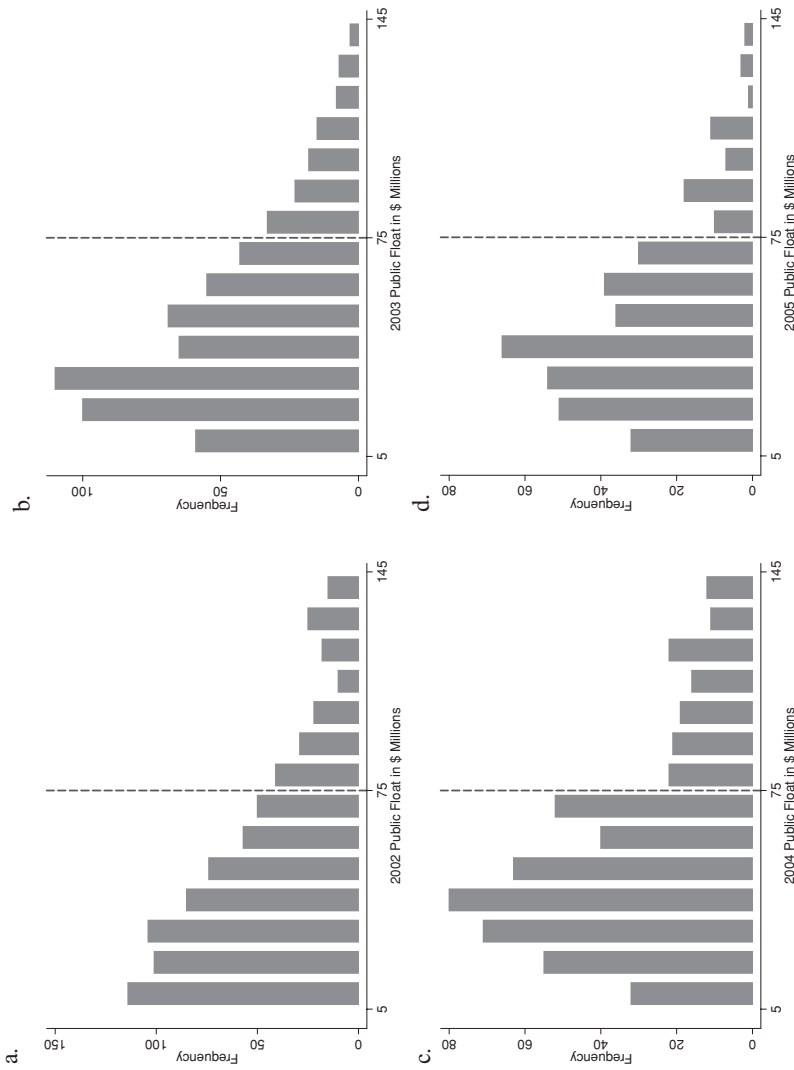 a.
150
100
50
0
Frequency
5
75
145
2002 Public Float in $ Millions
b.
100
50
0
Frequency
5
75
145
2003 Public Float in $ Millions
c.
80
60
40
20
0
Frequency
5
75
145
2004 Public Float in $ Millions
d.
80
60
40
20
0
Frequency
5
75
145
2005 Public Float in $ Millions